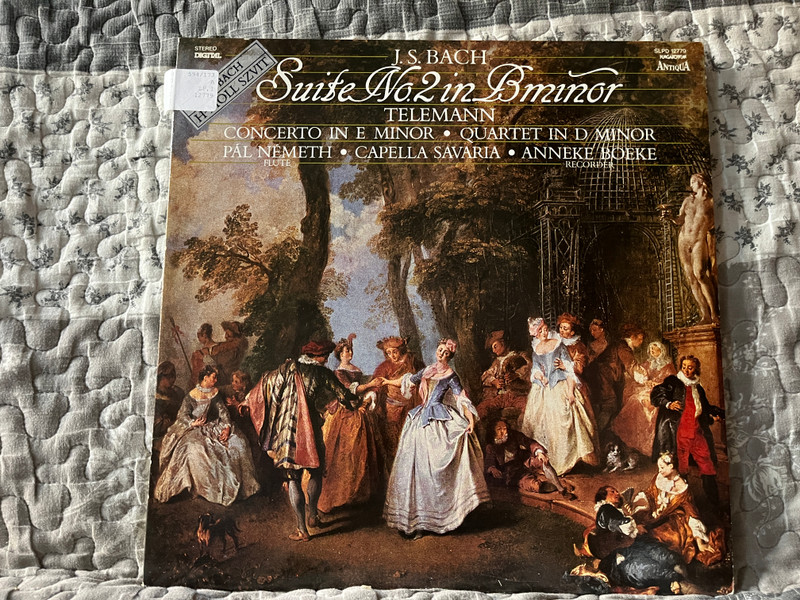 STEREO
DIGITAL
SLPD 12779
HUNGAROTON
ANTIQUA
BACH
H-MOLL SZVIT
J. S. BACH
Suite No.2 in B minor
TELEMANN
CONCERTO IN E MINOR • QUARTET IN D MINOR
PÁL NÉMETH • CAPELLA SAVARIA • ANNEKE BOEKE
FLUTE RECORDER